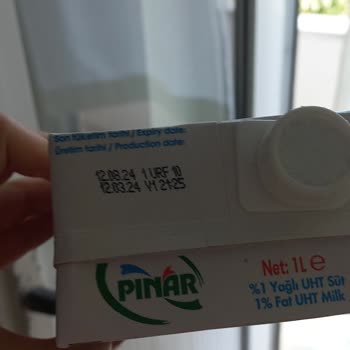 Son tüketim tarihi / Expiry date:
Üretim tarihi / Production date:
12.08.24 1 URF 10
12.03.24 V1 21:25
PINAR
Net: 1L e
%1 Yağlı UHT Süt
1% Fat UHT Milk